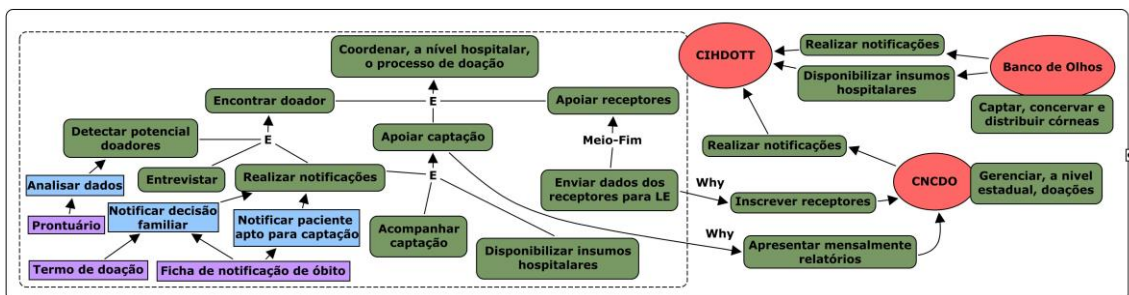 Coordenar, a nível hospitalar,
o processo de doação
E
Encontrar doador
E
Apoiar receptores
Detectar potencial
doadores
Apoiar captação
Meio-Fim
Analisar dados
Entrevistar
Realizar notificações
E
Enviar dados dos
receptores para LE
Prontuário
Notificar decisão
familiar
Notificar paciente
apto para captação
Acompanhar
captação
Disponibilizar insumos
hospitalares
Termo de doação
Ficha de notificação de óbito
CIHDOTT
Realizar notificações
Disponibilizar insumos
hospitalares
Banco de Olhos
Captar, concervar e
distribuir córneas
Realizar notificações
CNCDO
Gerenciar, a nivel
estadual, doações
Why
Inscrever receptores
Why
Apresentar mensalmente
relatórios